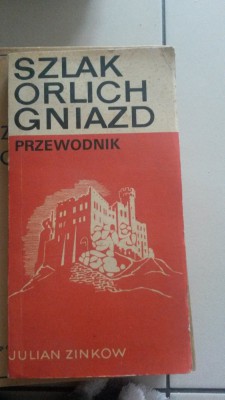 SZLAK
ORLICH
GNIAZD
PRZEWODNIK
JULIAN ZINKOW